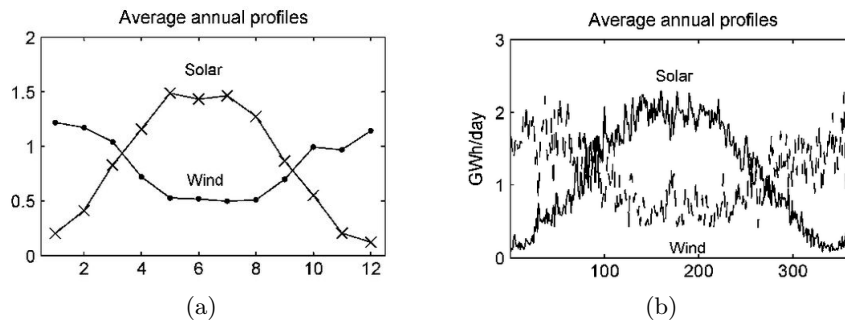 Average annual profiles
2
1.5
1
0.5
0
2
4
6
8
10
12
Solar
Wind
(a)
Average annual profiles
GWh/day
3
2
1
0
100
200
300
Solar
Wind
(b)